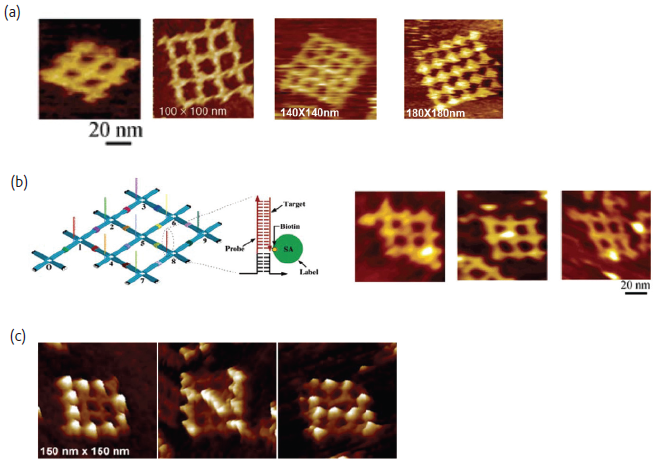 (a)
100 × 100 nm
140X140nm
180X180nm
20 nm
(b)
0
1
2
3
4
5
6
7
8
9
Target
Biotin
Probe
SA
Label
20 nm
(c)
150 nm x 150 nm